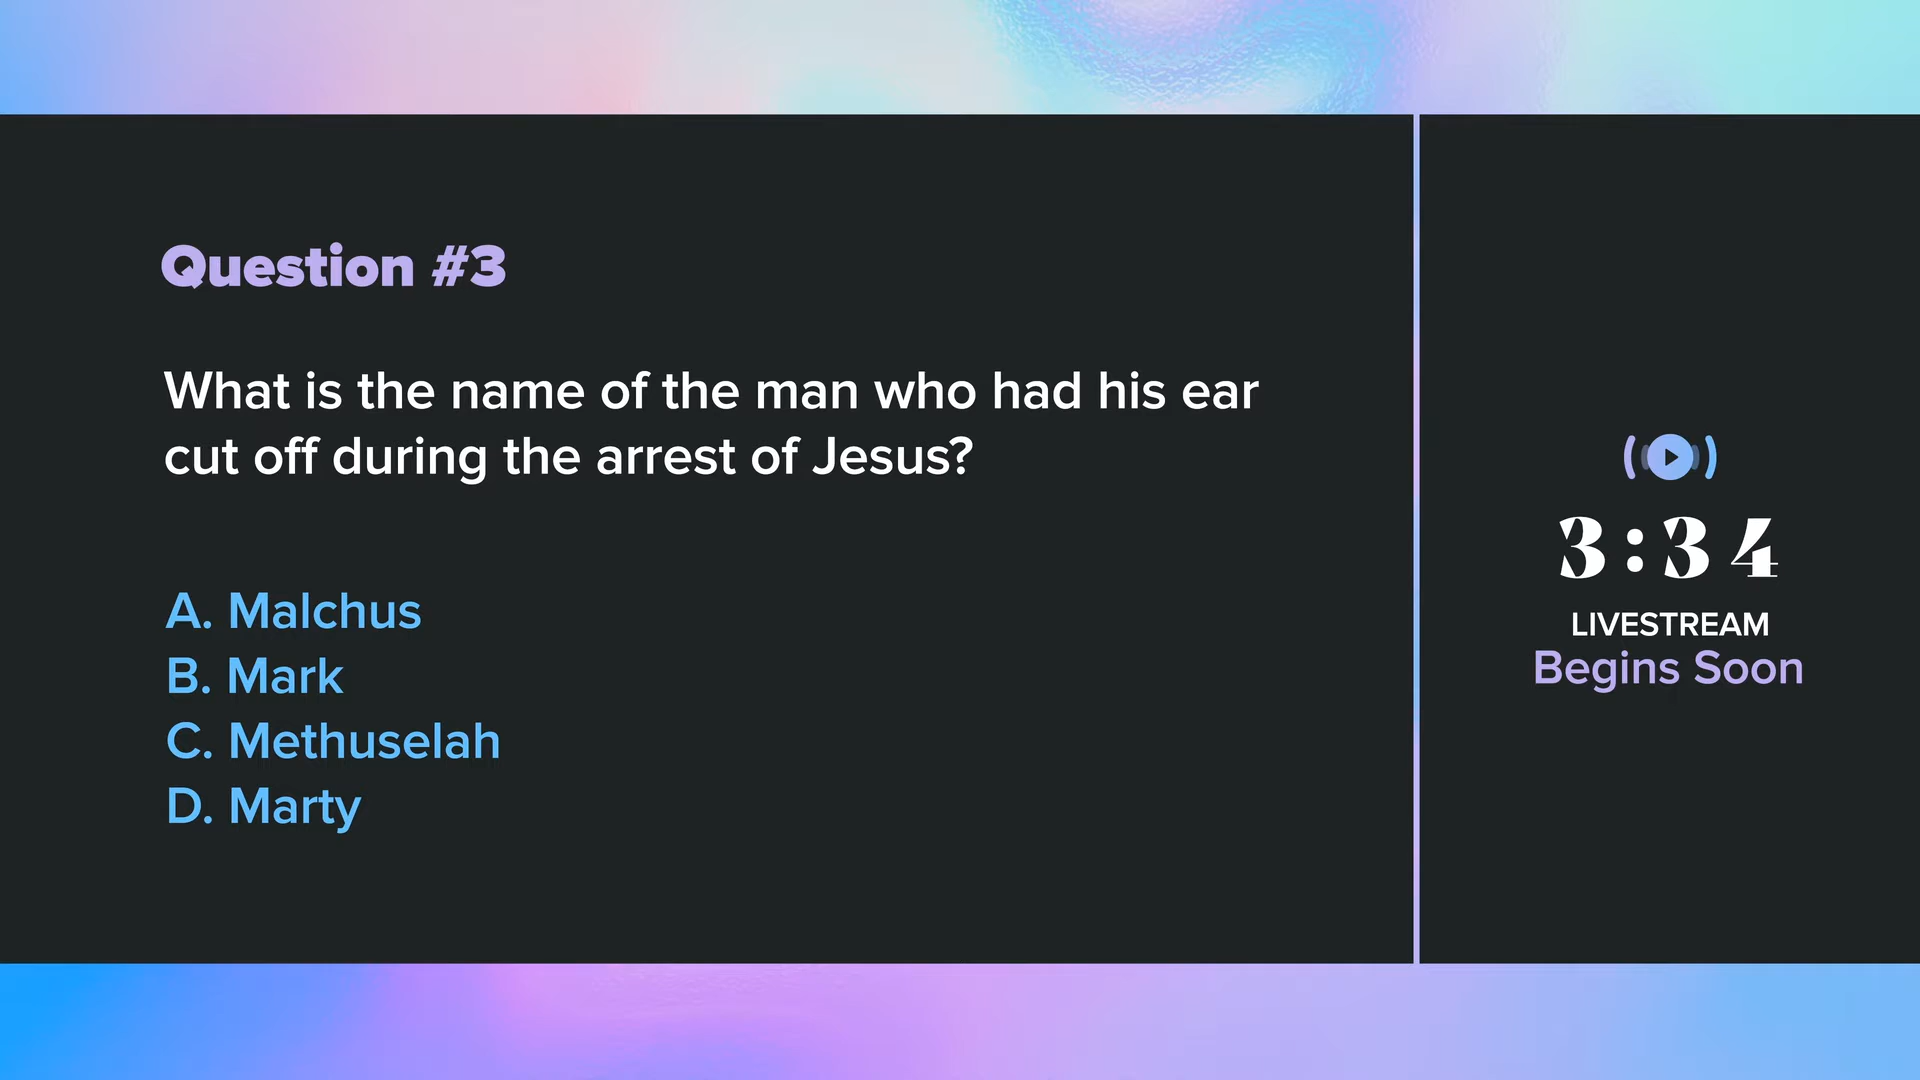 Question #3
What is the name of the man who had his ear
cut off during the arrest of Jesus?
A. Malchus
B. Mark
C. Methuselah
D. Marty
3:34
LIVESTREAM
Begins Soon